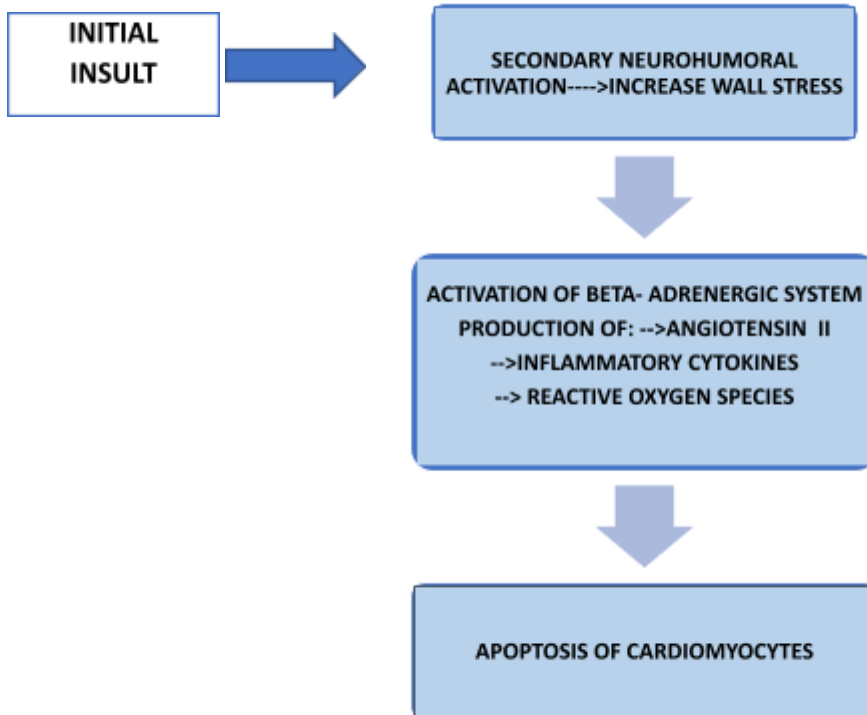 INITIAL
INSULT
SECONDARY NEUROHUMORAL
ACTIVATION---->INCREASE WALL STRESS
ACTIVATION OF BETA- ADRENERGIC SYSTEM
PRODUCTION OF: -->ANGIOTENSIN II
-->INFLAMMATORY CYTOKINES
--> REACTIVE OXYGEN SPECIES
APOPTOSIS OF CARDIOMYOCYTES